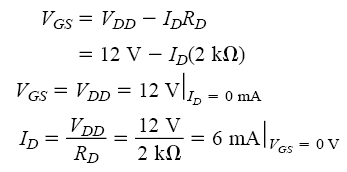 V_GS = V_DD − I_D R_D
= 12 V − I_D(2 kΩ)
V_GS = V_DD = 12 V|_{I_D = 0 mA}
I_D = V_DD / R_D = 12 V / 2 kΩ = 6 mA|_{V_GS = 0 V}